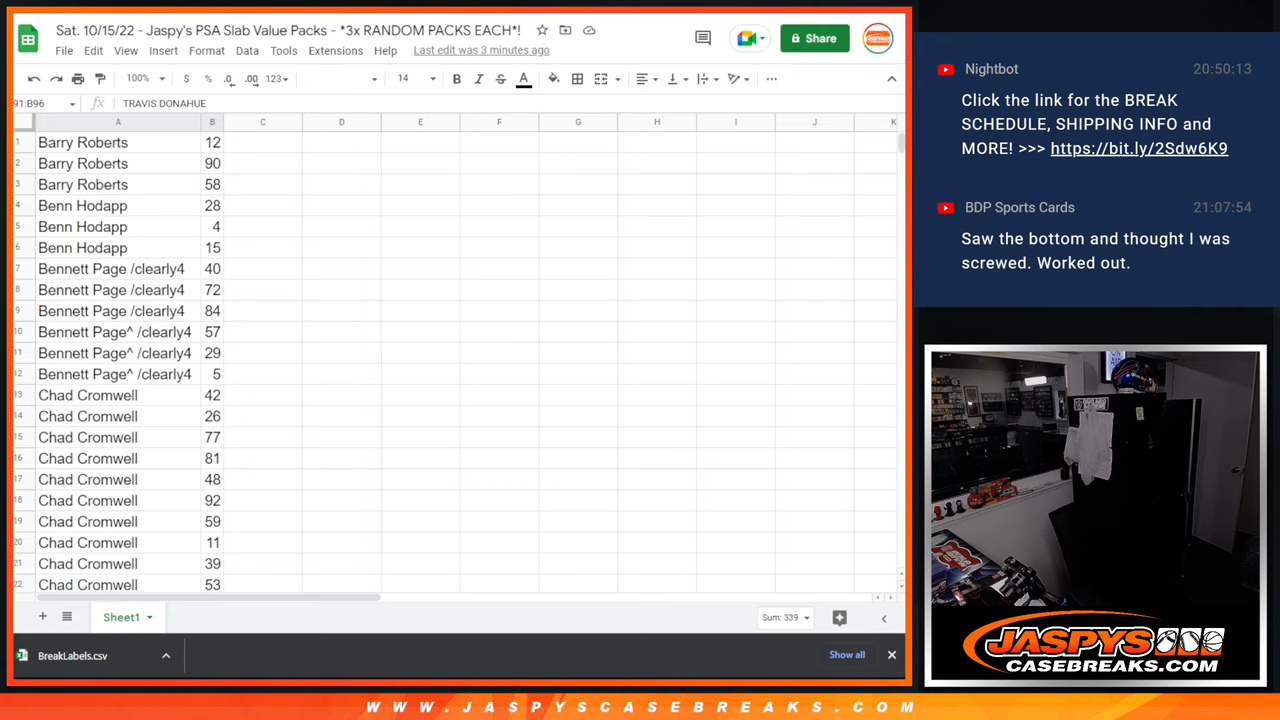 Sat. 10/15/22 - Jaspy's PSA Slab Value Packs - *3x RANDOM PACKS EACH*!
File Edit View Insert Format Data Tools Extensions Help Last edit was 3 minutes ago
Share
100% $ % .0 .00 123 14 B I S A
91:B96 fx TRAVIS DONAHUE
A B C D E F G H I J K
1 Barry Roberts 12
2 Barry Roberts 90
3 Barry Roberts 58
4 Benn Hodapp 28
5 Benn Hodapp 4
6 Benn Hodapp 15
7 Bennett Page /clearly4 40
8 Bennett Page /clearly4 72
9 Bennett Page /clearly4 84
10 Bennett Page^ /clearly4 57
11 Bennett Page^ /clearly4 29
12 Bennett Page^ /clearly4 5
13 Chad Cromwell 42
14 Chad Cromwell 26
15 Chad Cromwell 77
16 Chad Cromwell 81
17 Chad Cromwell 48
18 Chad Cromwell 92
19 Chad Cromwell 59
20 Chad Cromwell 11
21 Chad Cromwell 39
22 Chad Cromwell 53
Sheet1
Sum: 339
BreakLabels.csv
Show all
Nightbot 20:50:13
Click the link for the BREAK
SCHEDULE, SHIPPING INFO and
MORE! >>> https://bit.ly/2Sdw6K9
BDP Sports Cards 21:07:54
Saw the bottom and thought I was
screwed. Worked out.
JASPYS
CASEBREAKS.COM
WWW.JASPYSCASEBREAKS.COM